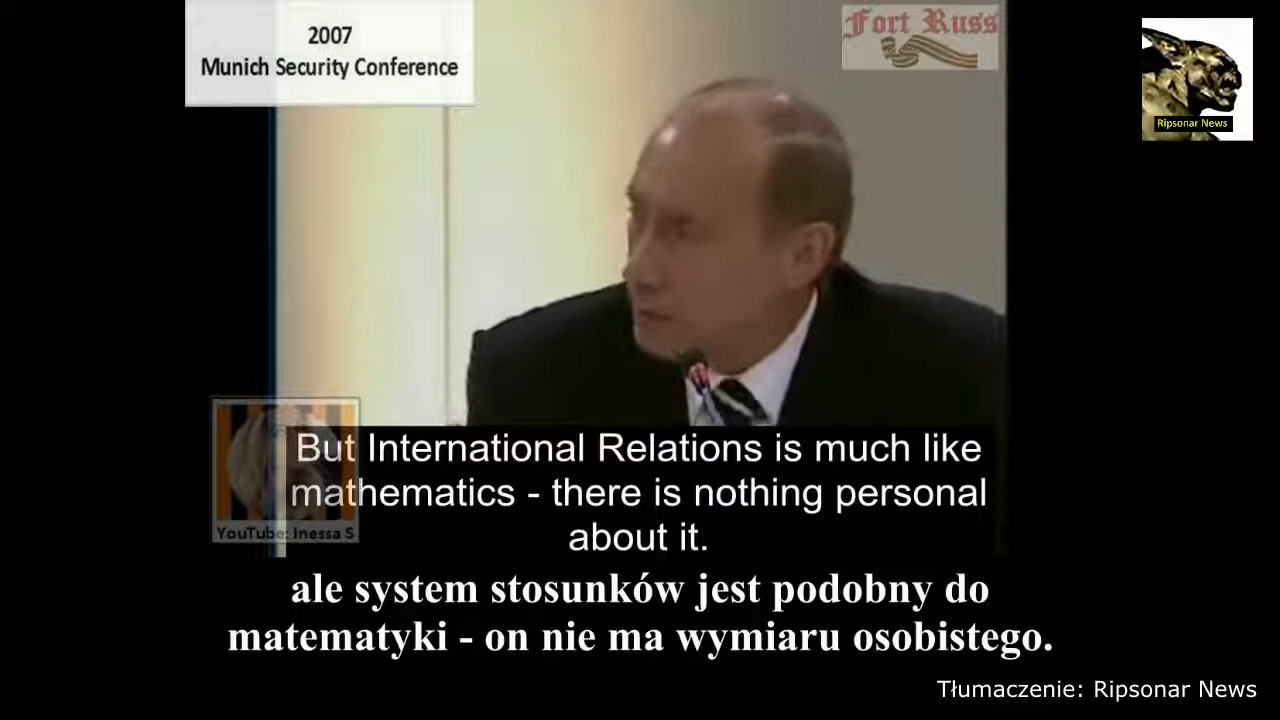 2007
Munich Security Conference
Fort Russ
Ripsonar News
But International Relations is much like
mathematics - there is nothing personal
about it.
YouTube: Inessa S
ale system stosunków jest podobny do
matematyki - on nie ma wymiaru osobistego.
Tłumaczenie: Ripsonar News